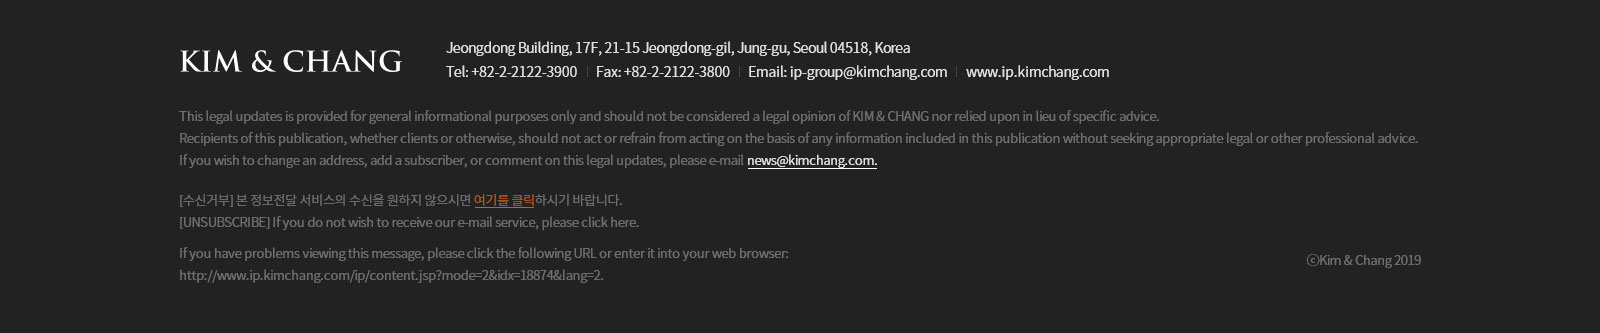 KIM & CHANG
Jeongdong Building, 17F, 21-15 Jeongdong-gil, Jung-gu, Seoul 04518, Korea
Tel: +82-2-2122-3900 | Fax: +82-2-2122-3800 | Email: ip-group@kimchang.com | www.ip.kimchang.com
This legal updates is provided for general informational purposes only and should not be considered a legal opinion of KIM & CHANG nor relied upon in lieu of specific advice.
Recipients of this publication, whether clients or otherwise, should not act or refrain from acting on the basis of any information included in this publication without seeking appropriate legal or other professional advice.
If you wish to change an address, add a subscriber, or comment on this legal updates, please e-mail news@kimchang.com.
[수신거부] 본 정보전달 서비스의 수신을 원하지 않으시면 여기를 클릭하시기 바랍니다.
[UNSUBSCRIBE] If you do not wish to receive our e-mail service, please click here.
If you have problems viewing this message, please click the following URL or enter it into your web browser:
http://www.ip.kimchang.com/ip/content.jsp?mode=2&idx=18874&lang=2.
ⓒKim & Chang 2019